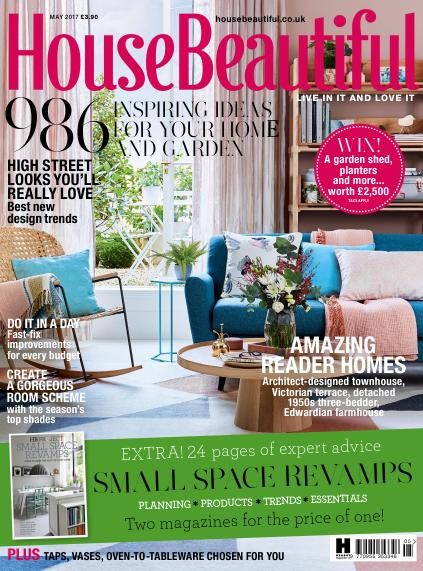 MAY 2017 £3.90
housebeautiful.co.uk
HouseBeautiful
LIVE IN IT AND LOVE IT
986 INSPIRING IDEAS
FOR YOUR HOME
AND GARDEN
HIGH STREET
LOOKS YOU'LL
REALLY LOVE
Best new
design trends
WIN!
A garden shed,
planters
and more...
worth £2,500
T&CS APPLY
DO IT IN A DAY
Fast-fix
improvements
for every budget
CREATE
A GORGEOUS
ROOM SCHEME
with the season's
top shades
AMAZING
READER HOMES
Architect-designed townhouse,
Victorian terrace, detached
1950s three-bedder,
Edwardian farmhouse
SMALL SPACE
REVAMPS
EXTRA! 24 pages of expert advice
SMALL SPACE REVAMPS
PLANNING * PRODUCTS * TRENDS * ESSENTIALS
Two magazines for the price of one!
PLUS TAPS, VASES, OVEN-TO-TABLEWARE CHOSEN FOR YOU
H
HEARST
05